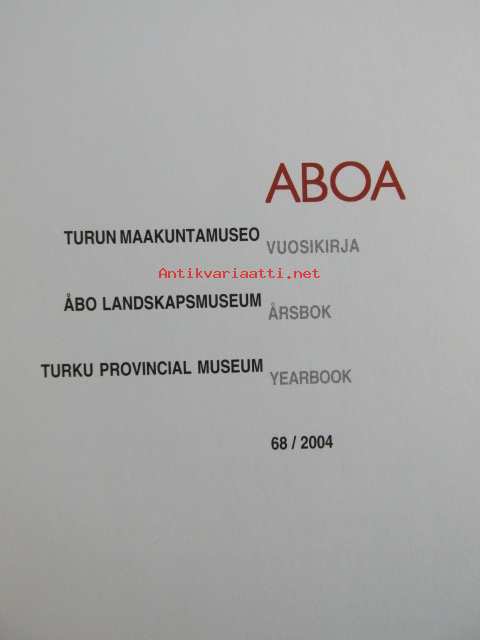 ABOA
TURUN MAAKUNTAMUSEO VUOSIKIRJA
Antikvariaatti.net
ÅBO LANDSKAPSMUSEUM ÅRSBOK
TURKU PROVINCIAL MUSEUM YEARBOOK
68 / 2004